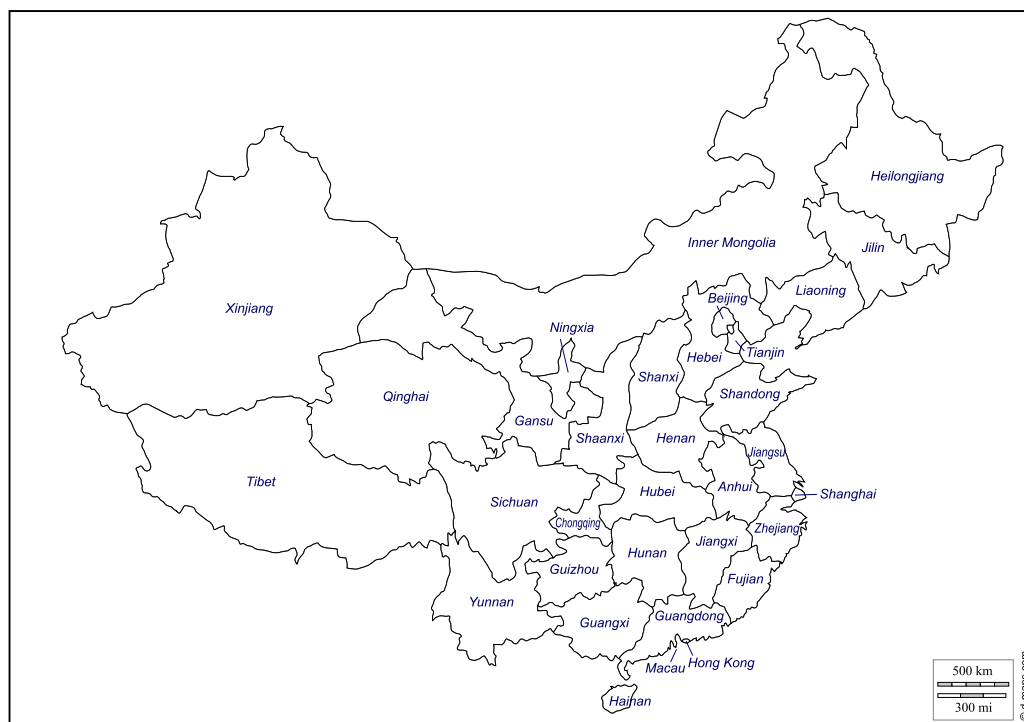 Heilongjiang
Inner Mongolia
Jilin
Liaoning
Beijing
Xinjiang
Ningxia
Tianjin
Hebei
Shanxi
Qinghai
Shandong
Gansu
Shaanxi
Henan
Jiangsu
Tibet
Anhui
Hubei
Shanghai
Sichuan
Chongqing
Zhejiang
Jiangxi
Hunan
Guizhou
Fujian
Yunnan
Guangdong
Guangxi
Macau
Hong Kong
Hainan
500 km
300 mi